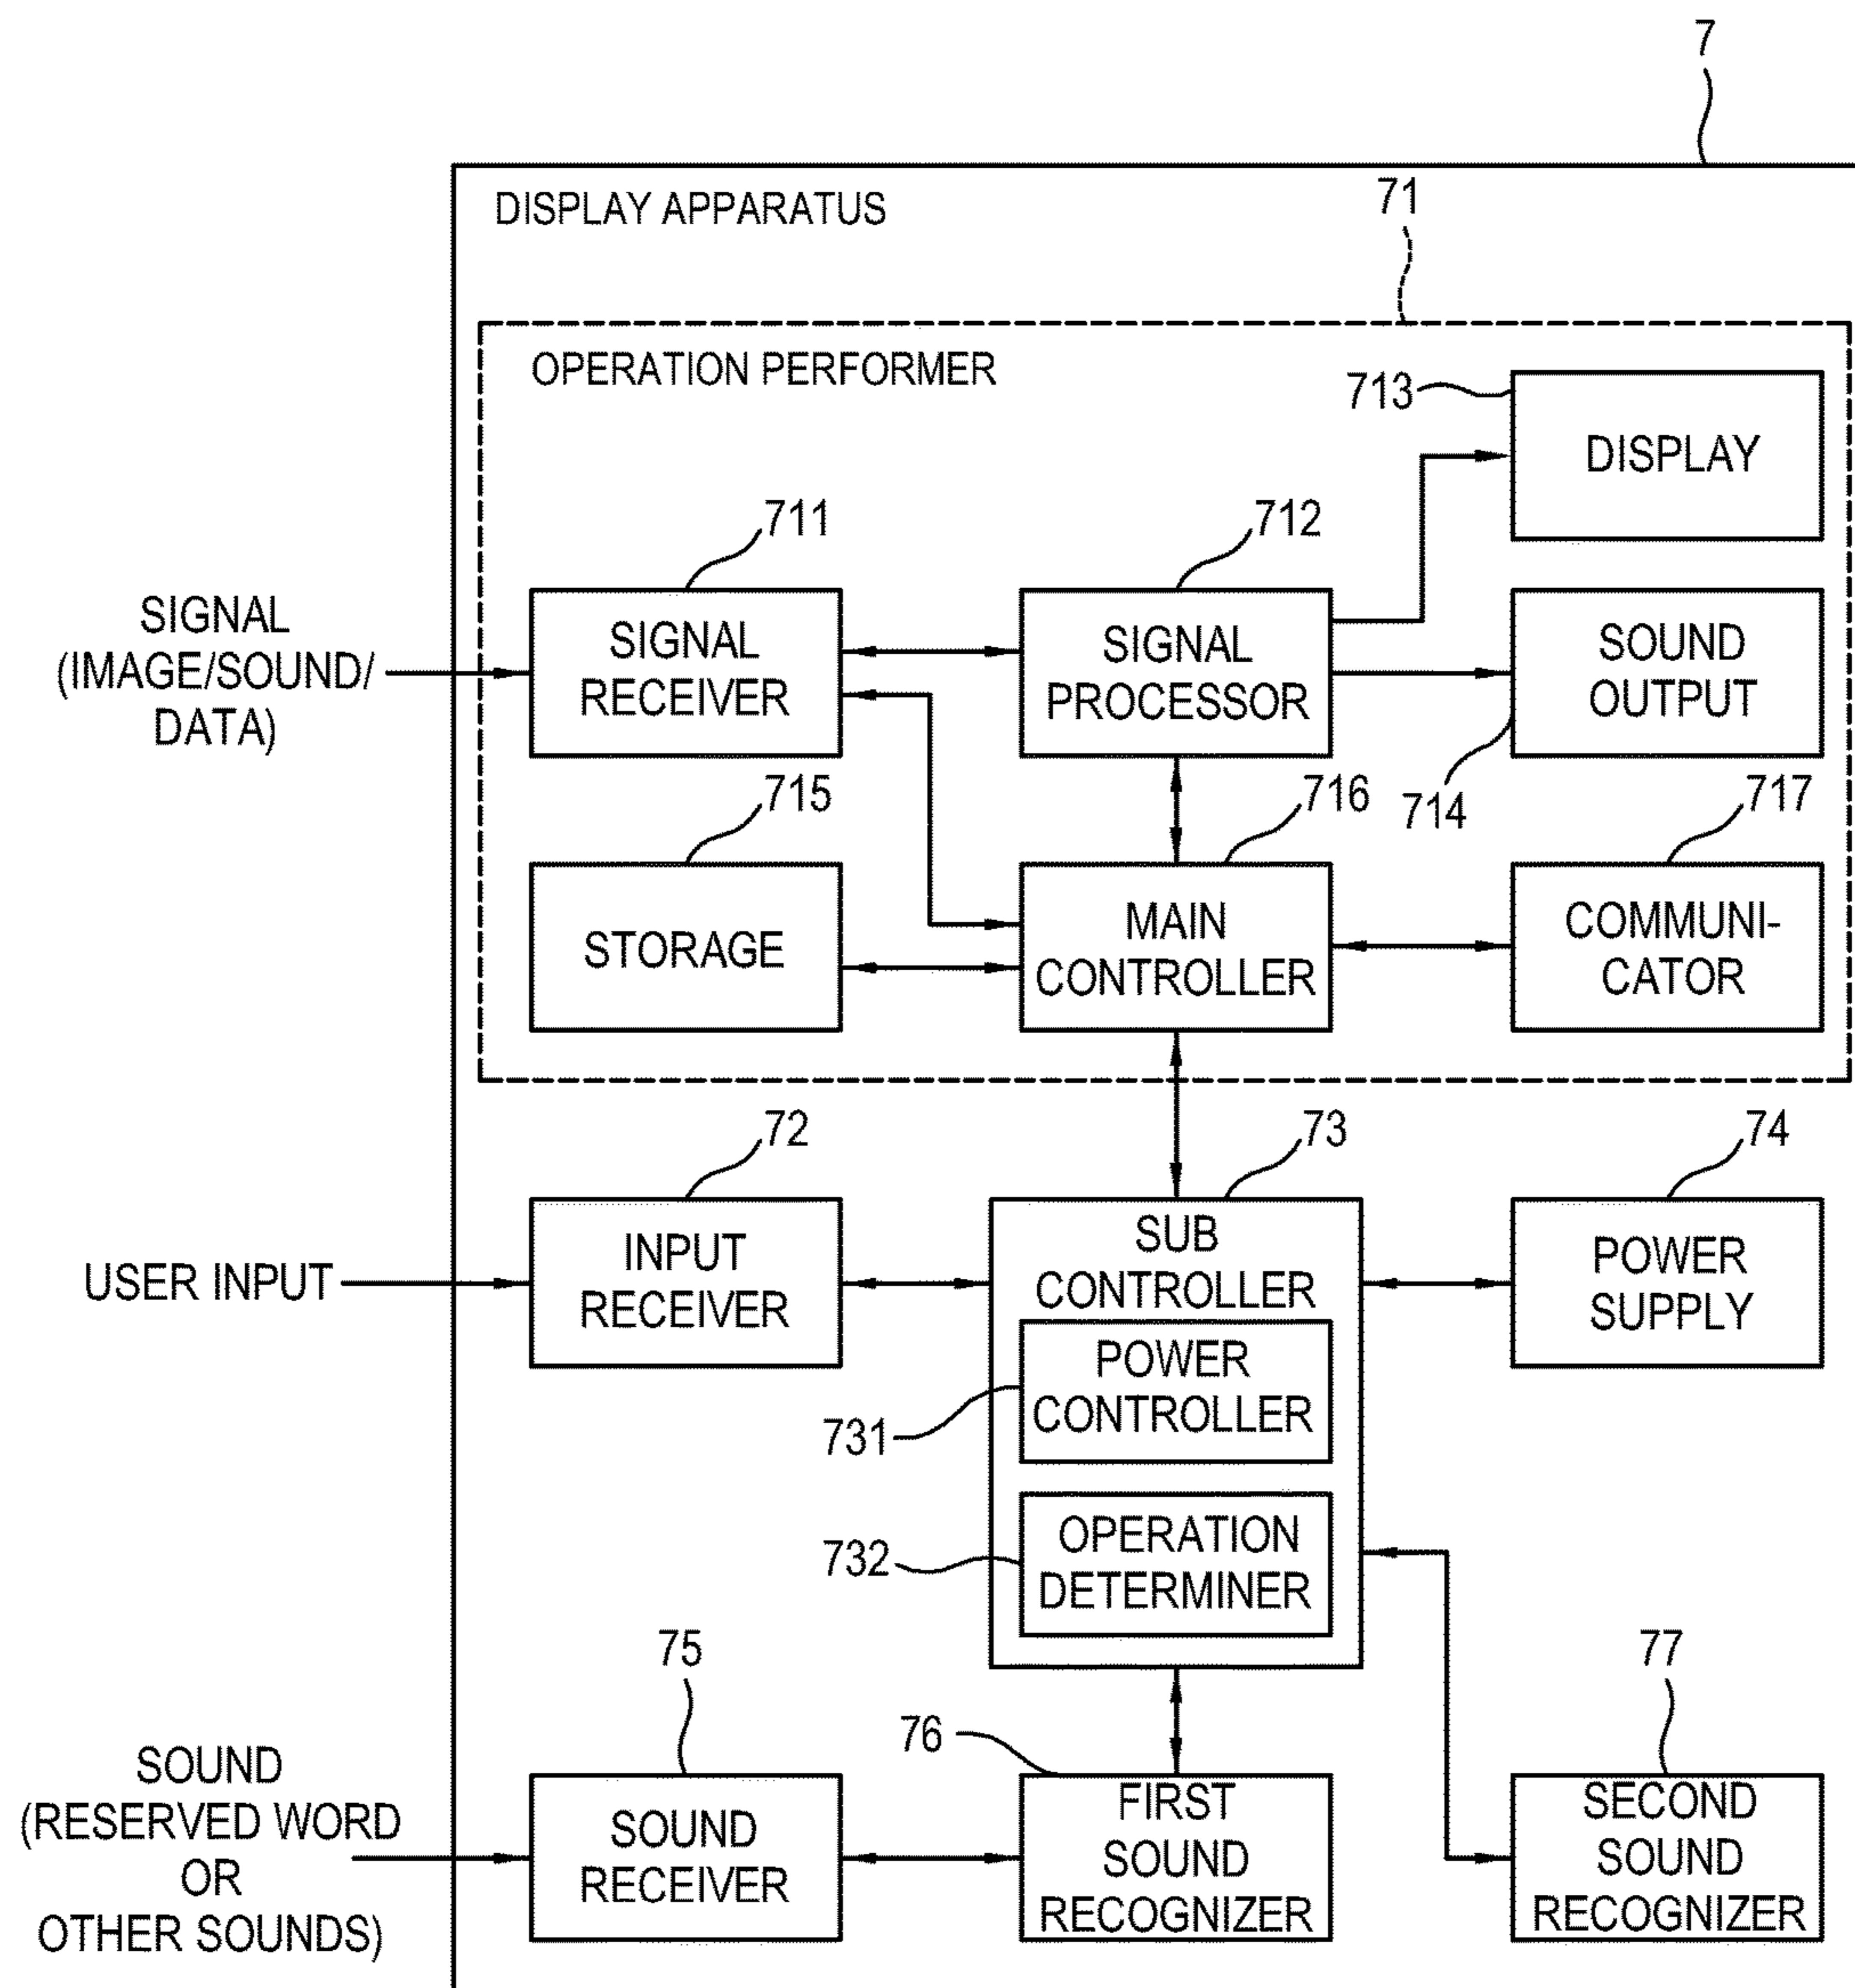 7
DISPLAY APPARATUS
71
OPERATION PERFORMER
713
DISPLAY
711
712
SIGNAL
(IMAGE/SOUND/
DATA)
SIGNAL
RECEIVER
SIGNAL
PROCESSOR
SOUND
OUTPUT
714
715
716
717
STORAGE
MAIN
CONTROLLER
COMMUNI-
CATOR
72
73
74
USER INPUT
INPUT
RECEIVER
SUB
CONTROLLER
POWER
SUPPLY
POWER
CONTROLLER
731
OPERATION
DETERMINER
732
75
76
77
SOUND
(RESERVED WORD
OR
OTHER SOUNDS)
SOUND
RECEIVER
FIRST
SOUND
RECOGNIZER
SECOND
SOUND
RECOGNIZER